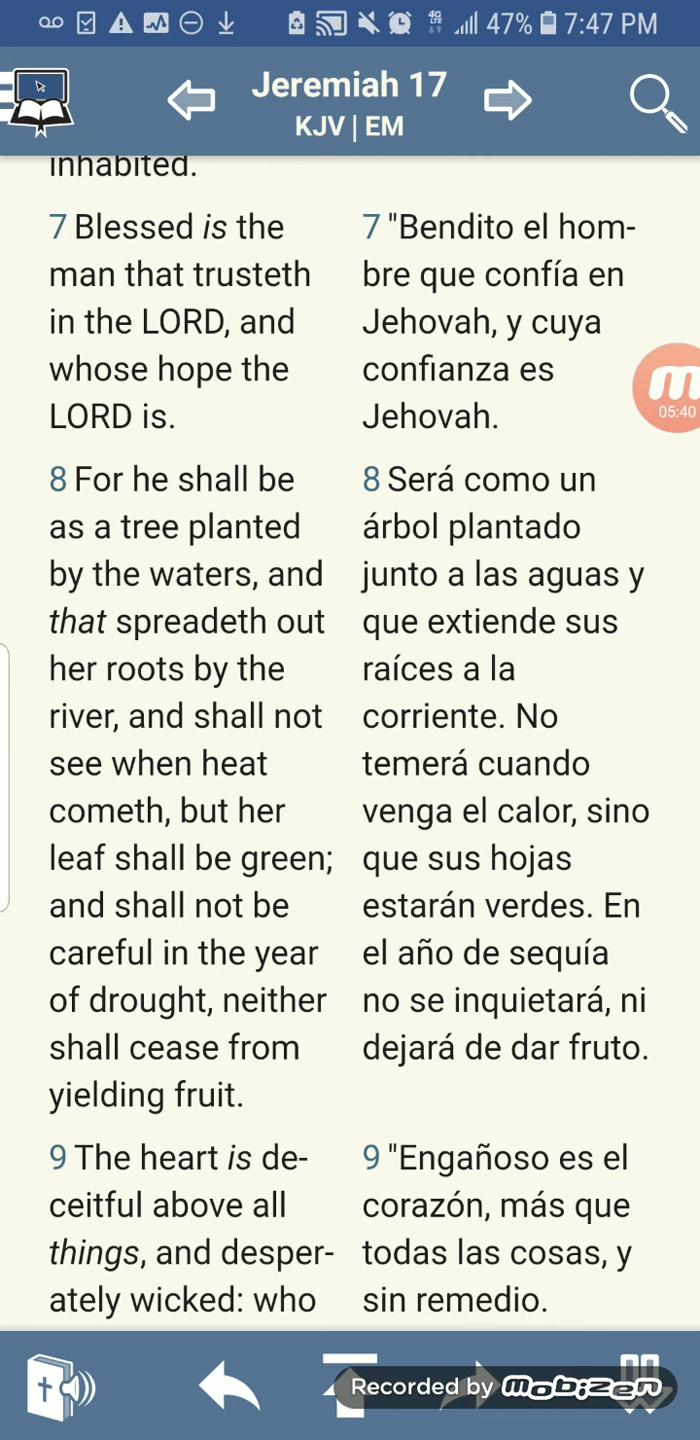 47% 7:47 PM
Jeremiah 17
KJV | EM
inhabited.
7 Blessed is the
man that trusteth
in the LORD, and
whose hope the
LORD is.
8 For he shall be
as a tree planted
by the waters, and
that spreadeth out
her roots by the
river, and shall not
see when heat
cometh, but her
leaf shall be green;
and shall not be
careful in the year
of drought, neither
shall cease from
yielding fruit.
9 The heart is de-
ceitful above all
things, and desper-
ately wicked: who
7 "Bendito el hom-
bre que confía en
Jehovah, y cuya
confianza es
Jehovah.
8 Será como un
árbol plantado
junto a las aguas y
que extiende sus
raíces a la
corriente. No
temerá cuando
venga el calor, sino
que sus hojas
estarán verdes. En
el año de sequía
no se inquietará, ni
dejará de dar fruto.
9 "Engañoso es el
corazón, más que
todas las cosas, y
sin remedio.
m
05:40
Recorded by mobizen